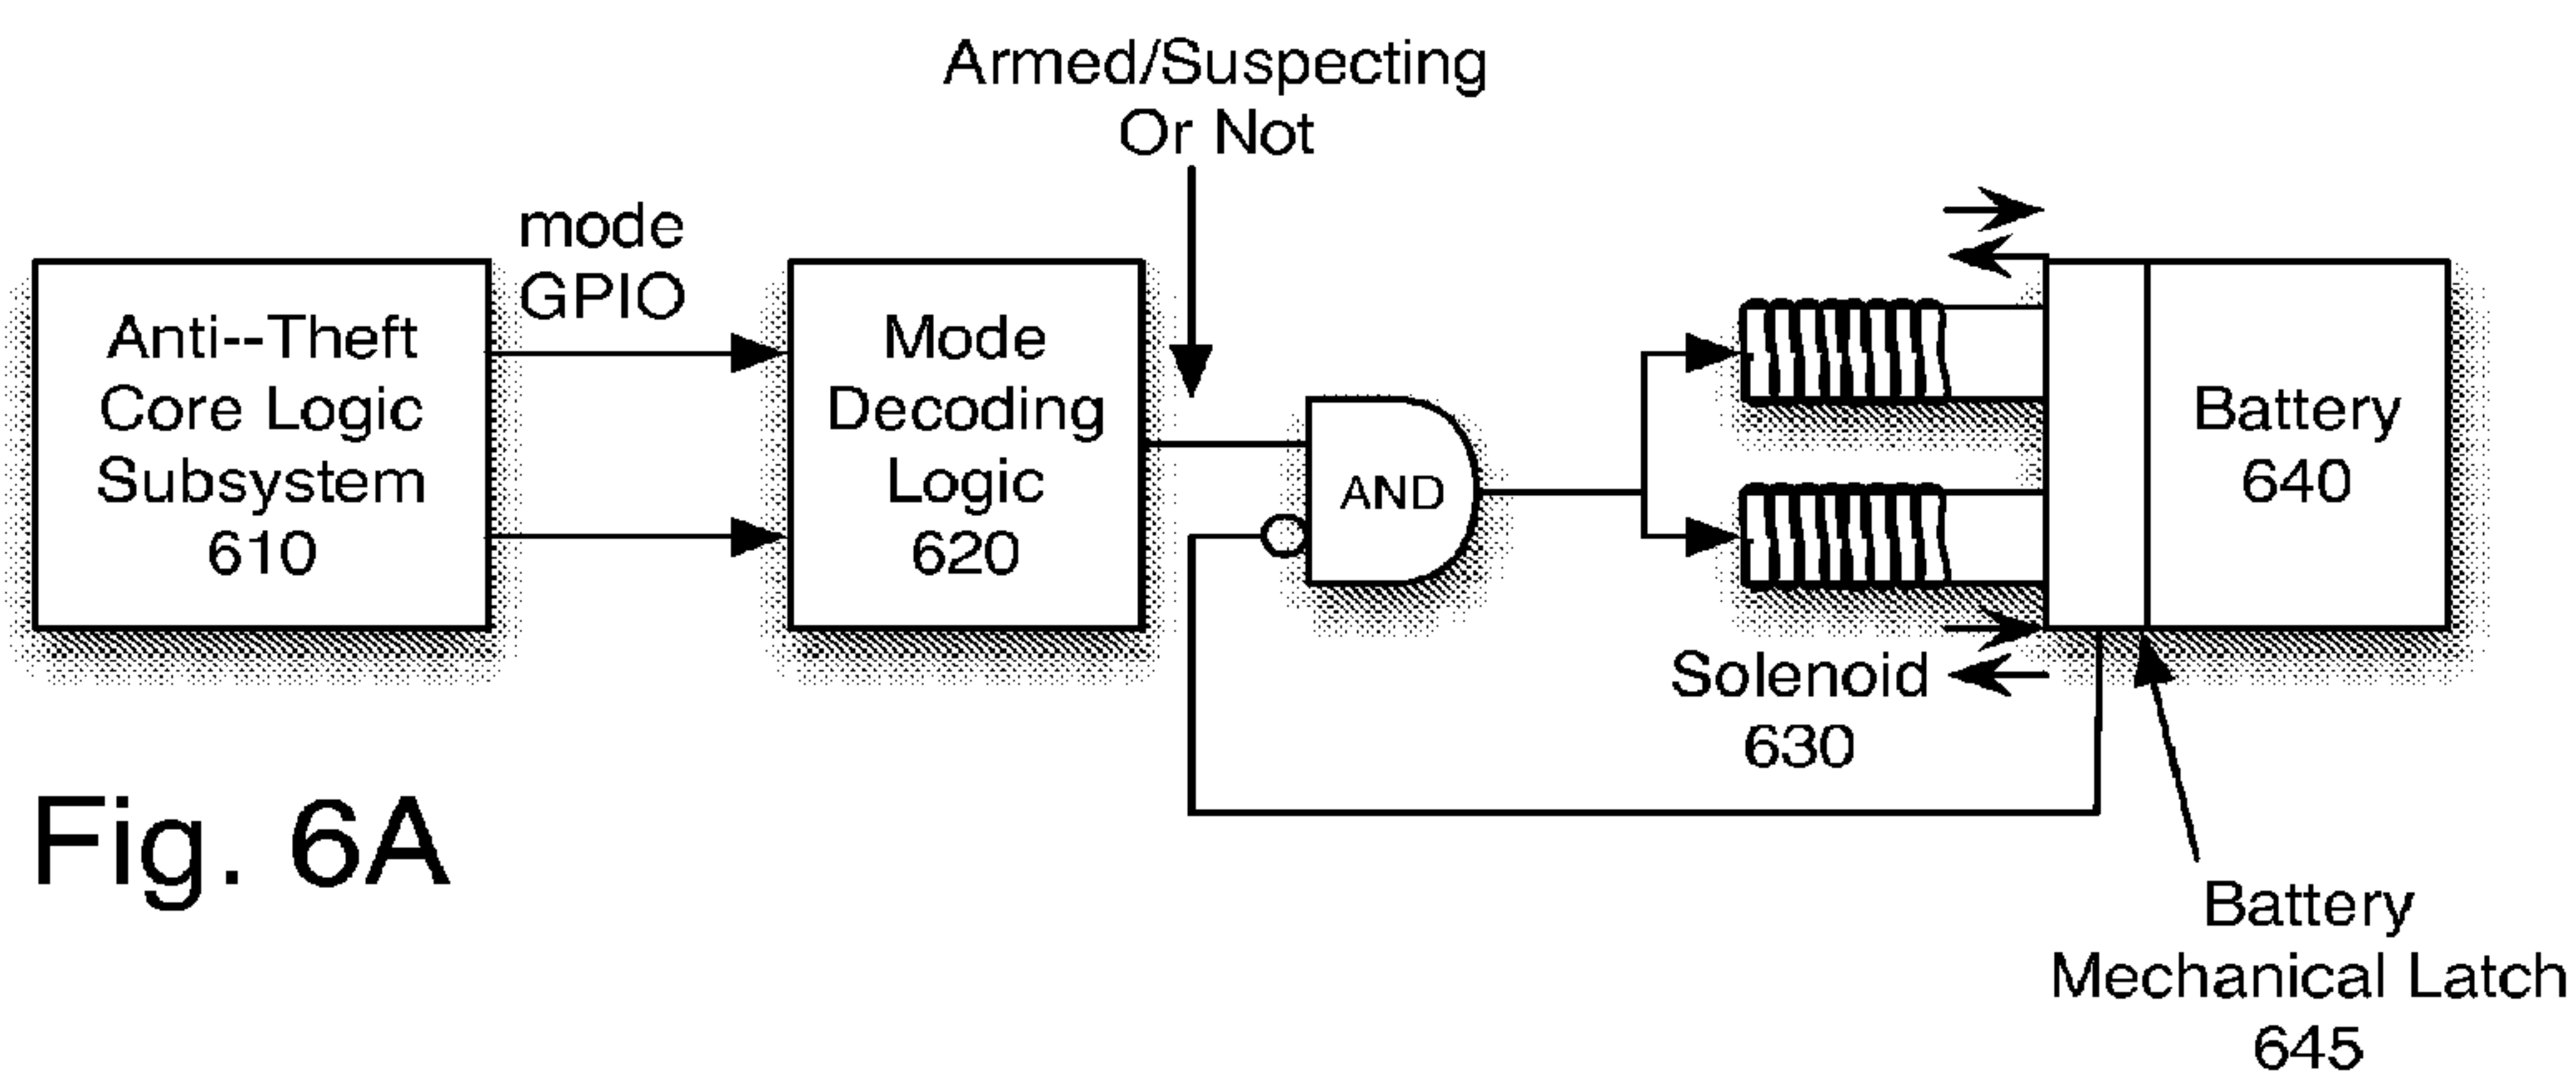 Armed/Suspecting
Or Not
mode
GPIO
Anti--Theft
Core Logic
Subsystem
610
Mode
Decoding
Logic
620
AND
Battery
640
Solenoid
630
Battery
Mechanical Latch
645
Fig. 6A